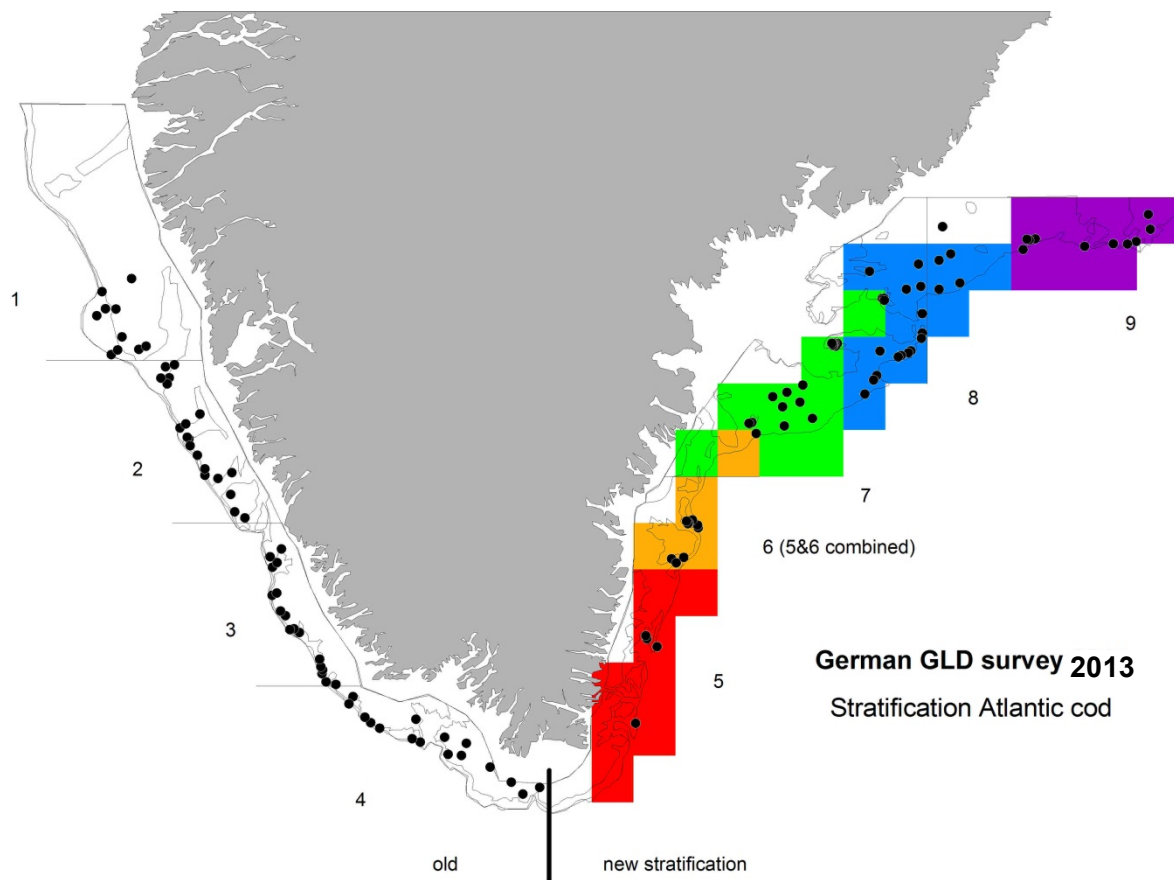 1
9
8
2
7
6 (5&6 combined)
3
5
German GLD survey 2013
Stratification Atlantic cod
4
old
new stratification